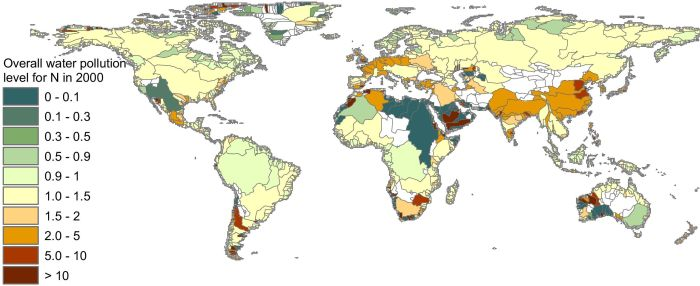 Overall water pollution
level for N in 2000
0 - 0.1
0.1 - 0.3
0.3 - 0.5
0.5 - 0.9
0.9 - 1
1.0 - 1.5
1.5 - 2
2.0 - 5
5.0 - 10
> 10